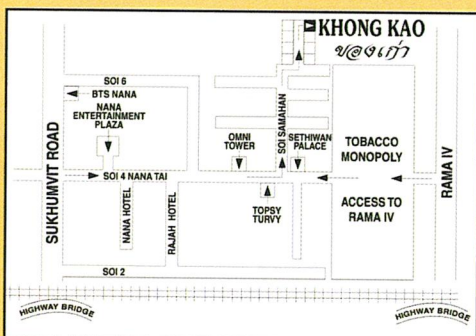 KHONG KAO
ของเก่า
SOI 6
BTS NANA
NANA
ENTERTAINMENT
PLAZA
OMNI
TOWER
SOI SAMAHAN
SETHIWAN
PALACE
TOBACCO
MONOPOLY
SUKHUMVIT ROAD
SOI 4 NANA TAI
NANA HOTEL
RAJAH HOTEL
TOPSY
TURVY
ACCESS TO
RAMA IV
RAMA IV
SOI 2
HIGHWAY BRIDGE
HIGHWAY BRIDGE